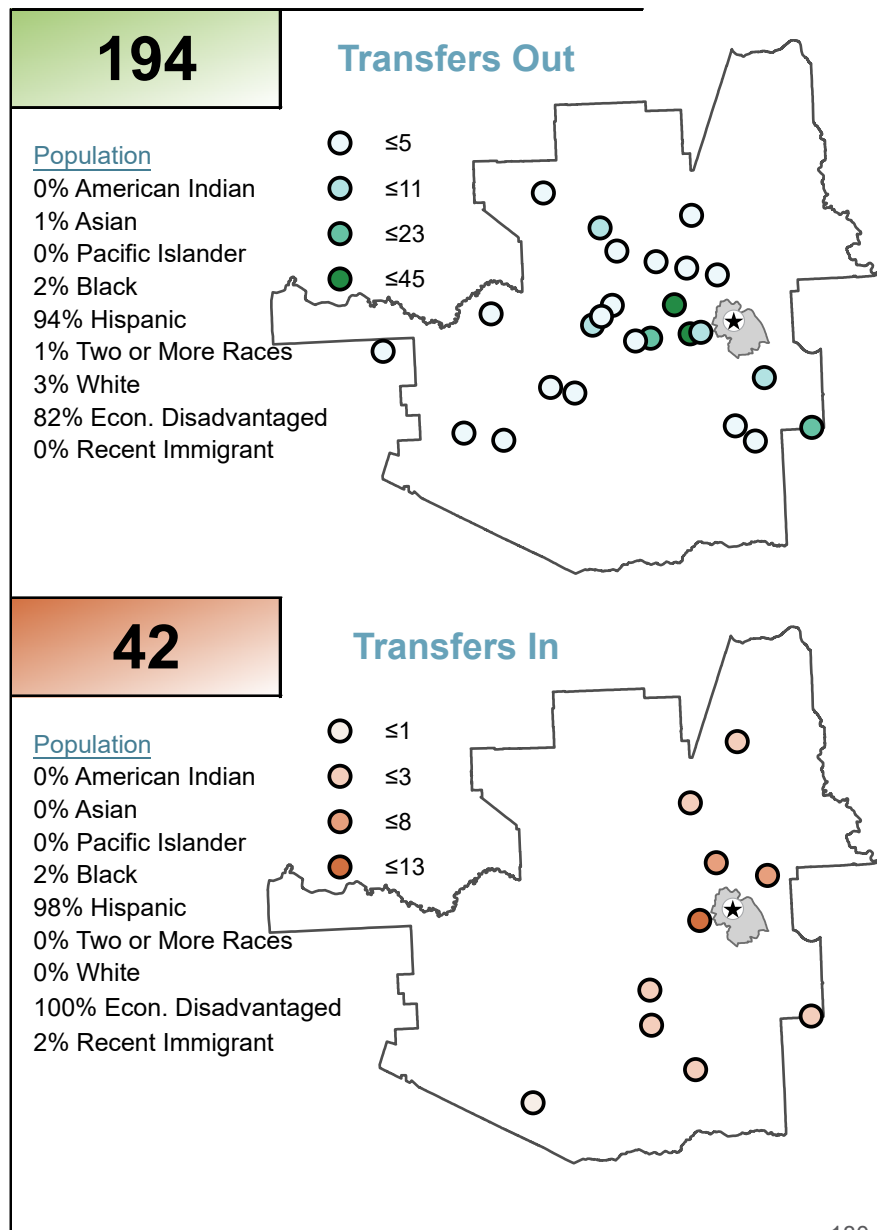 194
Transfers Out
Population
0% American Indian
1% Asian
0% Pacific Islander
2% Black
94% Hispanic
1% Two or More Races
3% White
82% Econ. Disadvantaged
0% Recent Immigrant
≤5
≤11
≤23
≤45
42
Transfers In
Population
0% American Indian
0% Asian
0% Pacific Islander
2% Black
98% Hispanic
0% Two or More Races
0% White
100% Econ. Disadvantaged
2% Recent Immigrant
≤1
≤3
≤8
≤13